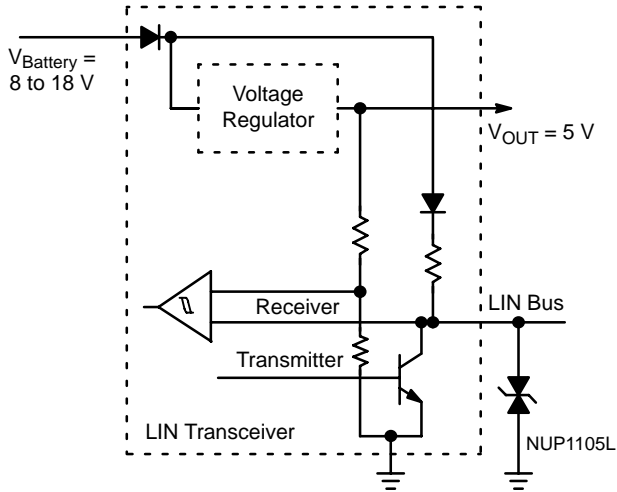 V_Battery =
8 to 18 V
Voltage
Regulator
V_OUT = 5 V
Receiver
LIN Bus
Transmitter
NUP1105L
LIN Transceiver